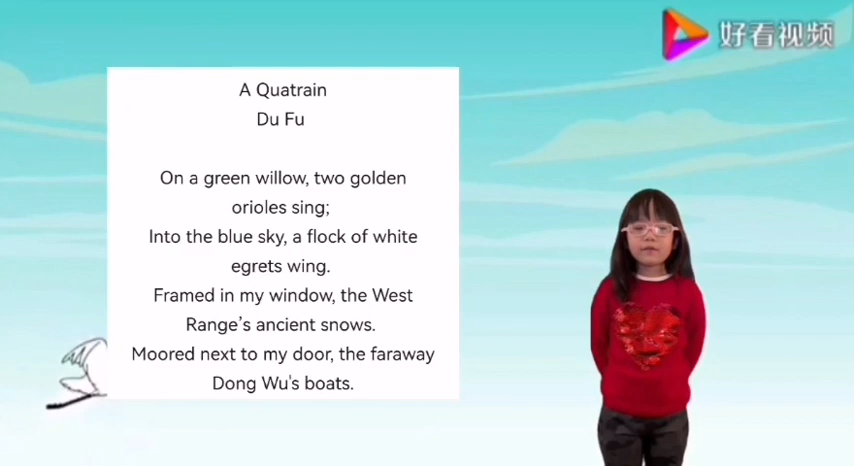 好看视频
A Quatrain
Du Fu
On a green willow, two golden
orioles sing;
Into the blue sky, a flock of white
egrets wing.
Framed in my window, the West
Range’s ancient snows.
Moored next to my door, the faraway
Dong Wu's boats.